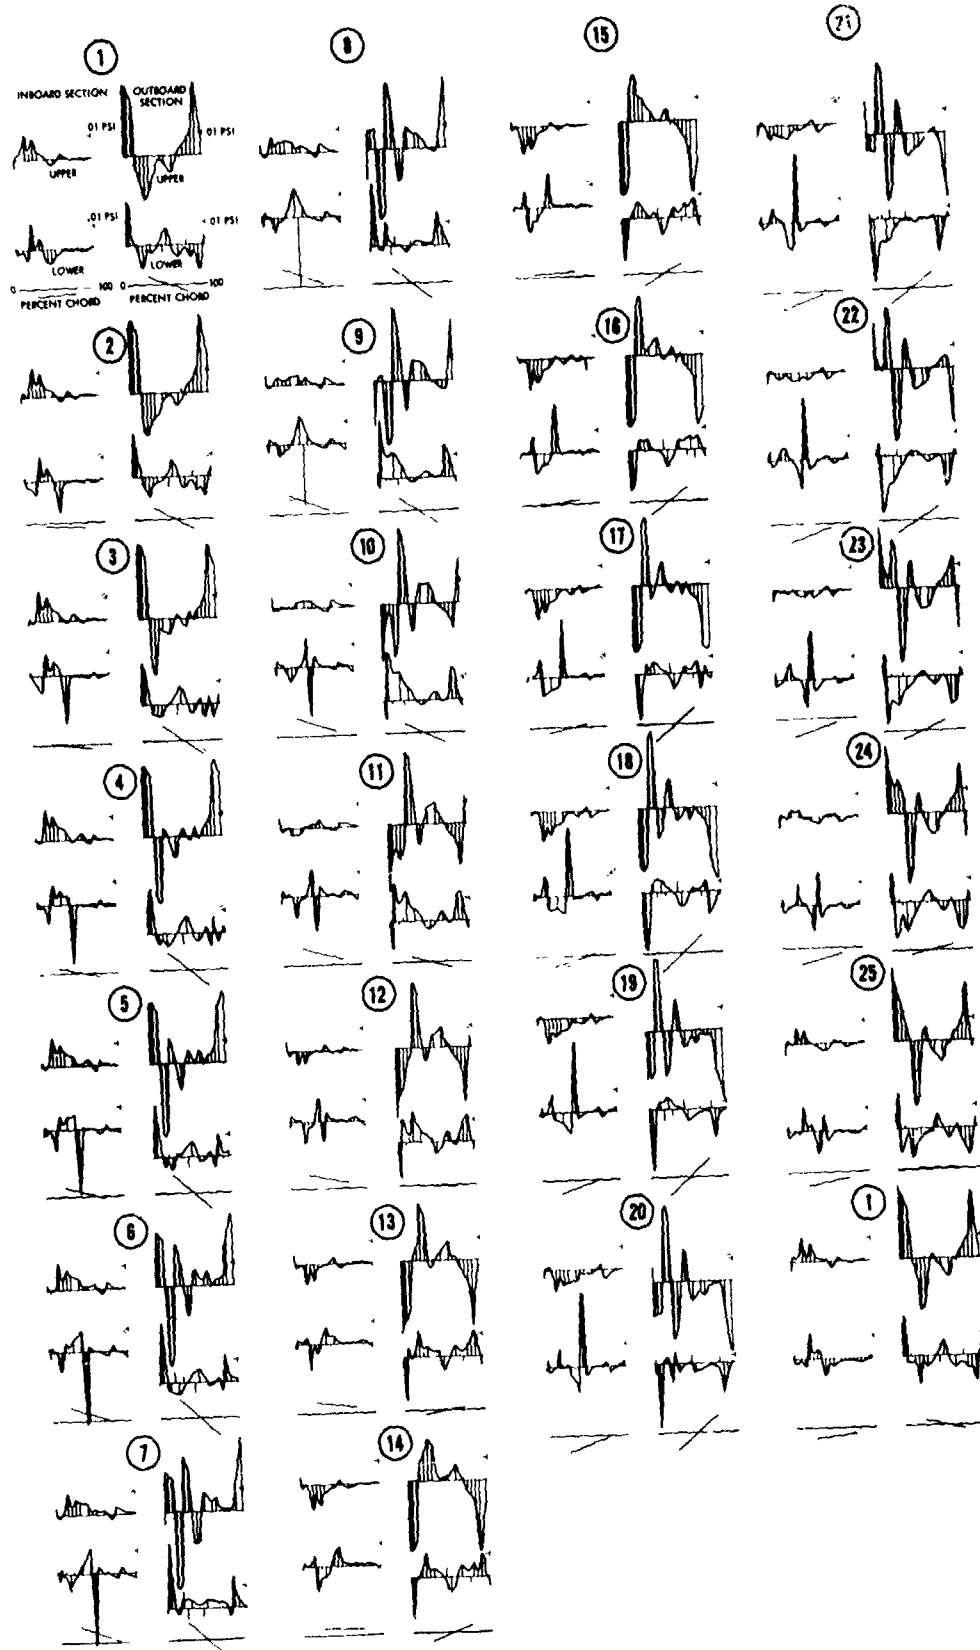 1
INBOARD SECTION
OUTBOARD SECTION
.01 PSI
01 PSI
UPPER
UPPER
.01 PSI
01 PSI
LOWER
LOWER
0 100
0 100
PERCENT CHORD
PERCENT CHORD
2
3
4
5
6
7
8
9
10
11
12
13
14
15
16
17
18
19
20
21
22
23
24
25
1